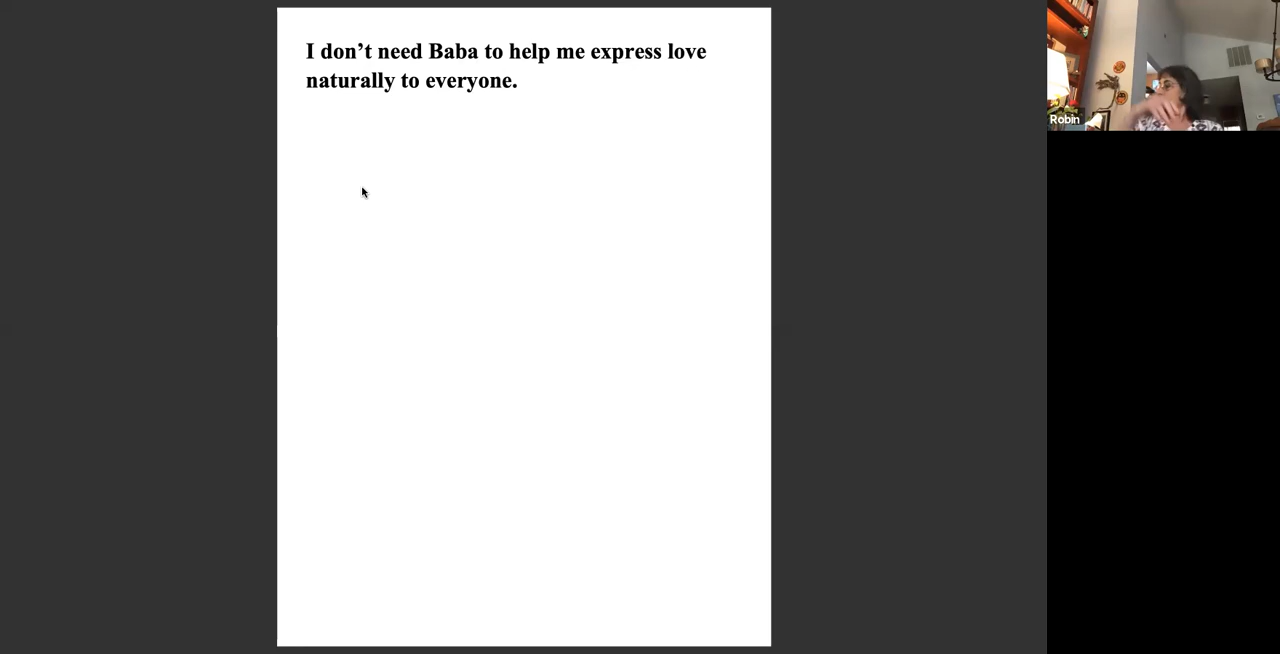 I don’t need Baba to help me express love
naturally to everyone.
Robin